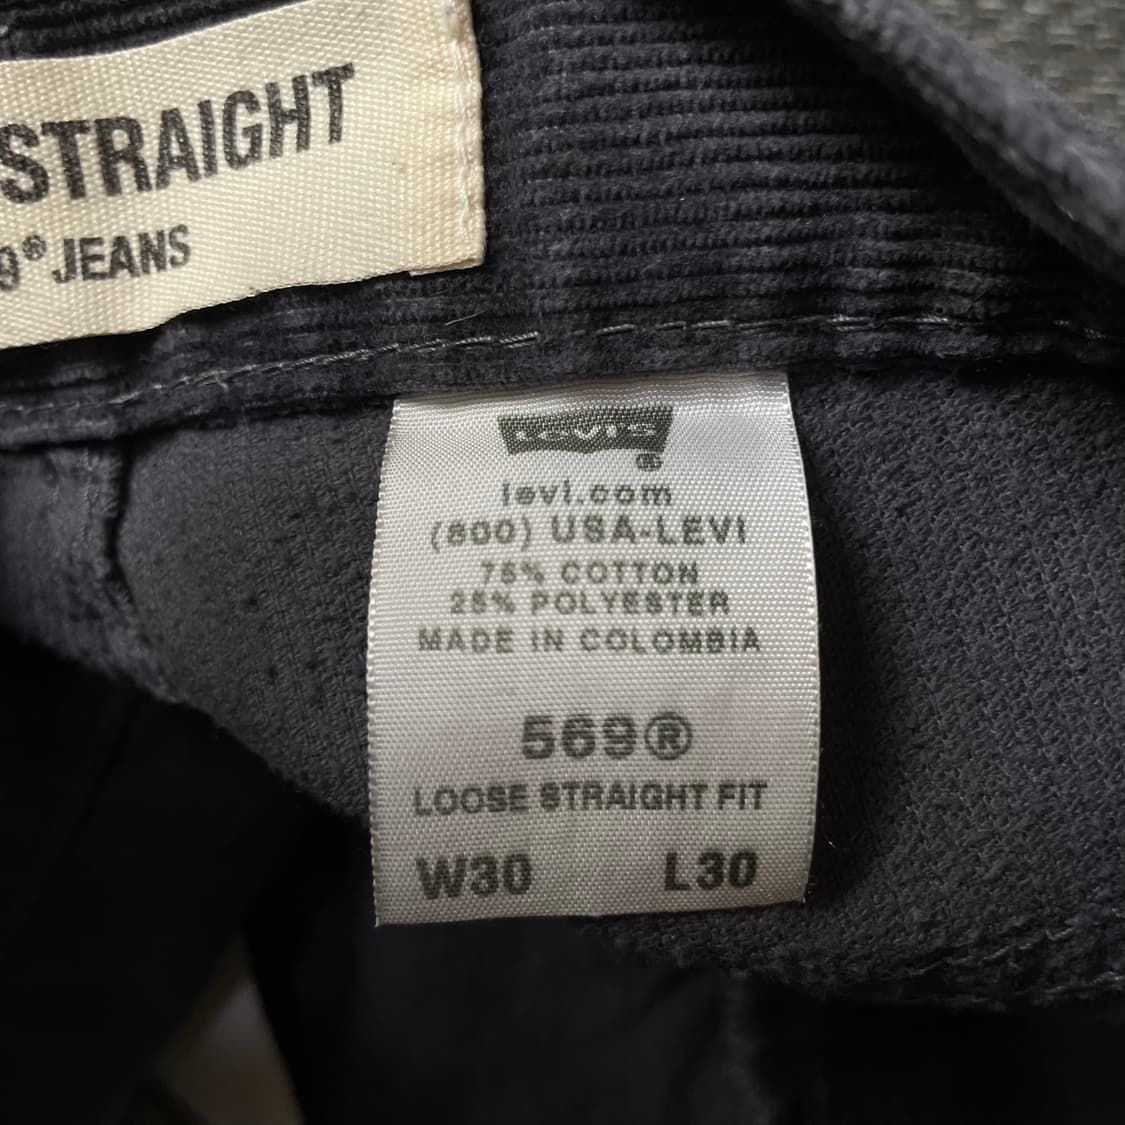 STRAIGHT
9® JEANS
Levi's
®
levi.com
(800) USA-LEVI
75% COTTON
25% POLYESTER
MADE IN COLOMBIA
569®
LOOSE STRAIGHT FIT
W30 L30